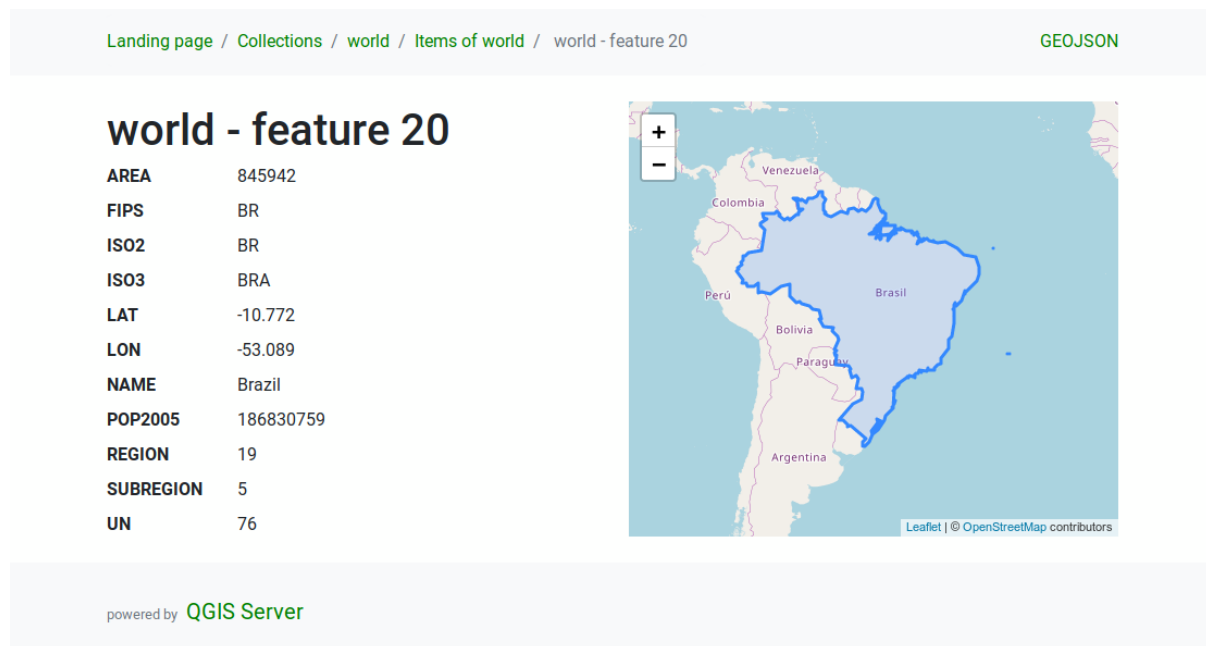 Landing page / Collections / world / Items of world / world - feature 20 GEOJSON
world - feature 20
AREA 845942
FIPS BR
ISO2 BR
ISO3 BRA
LAT -10.772
LON -53.089
NAME Brazil
POP2005 186830759
REGION 19
SUBREGION 5
UN 76
+
−
Venezuela
Colombia
Perú
Brasil
Bolivia
Paraguay
Argentina
Leaflet | © OpenStreetMap contributors
powered by QGIS Server